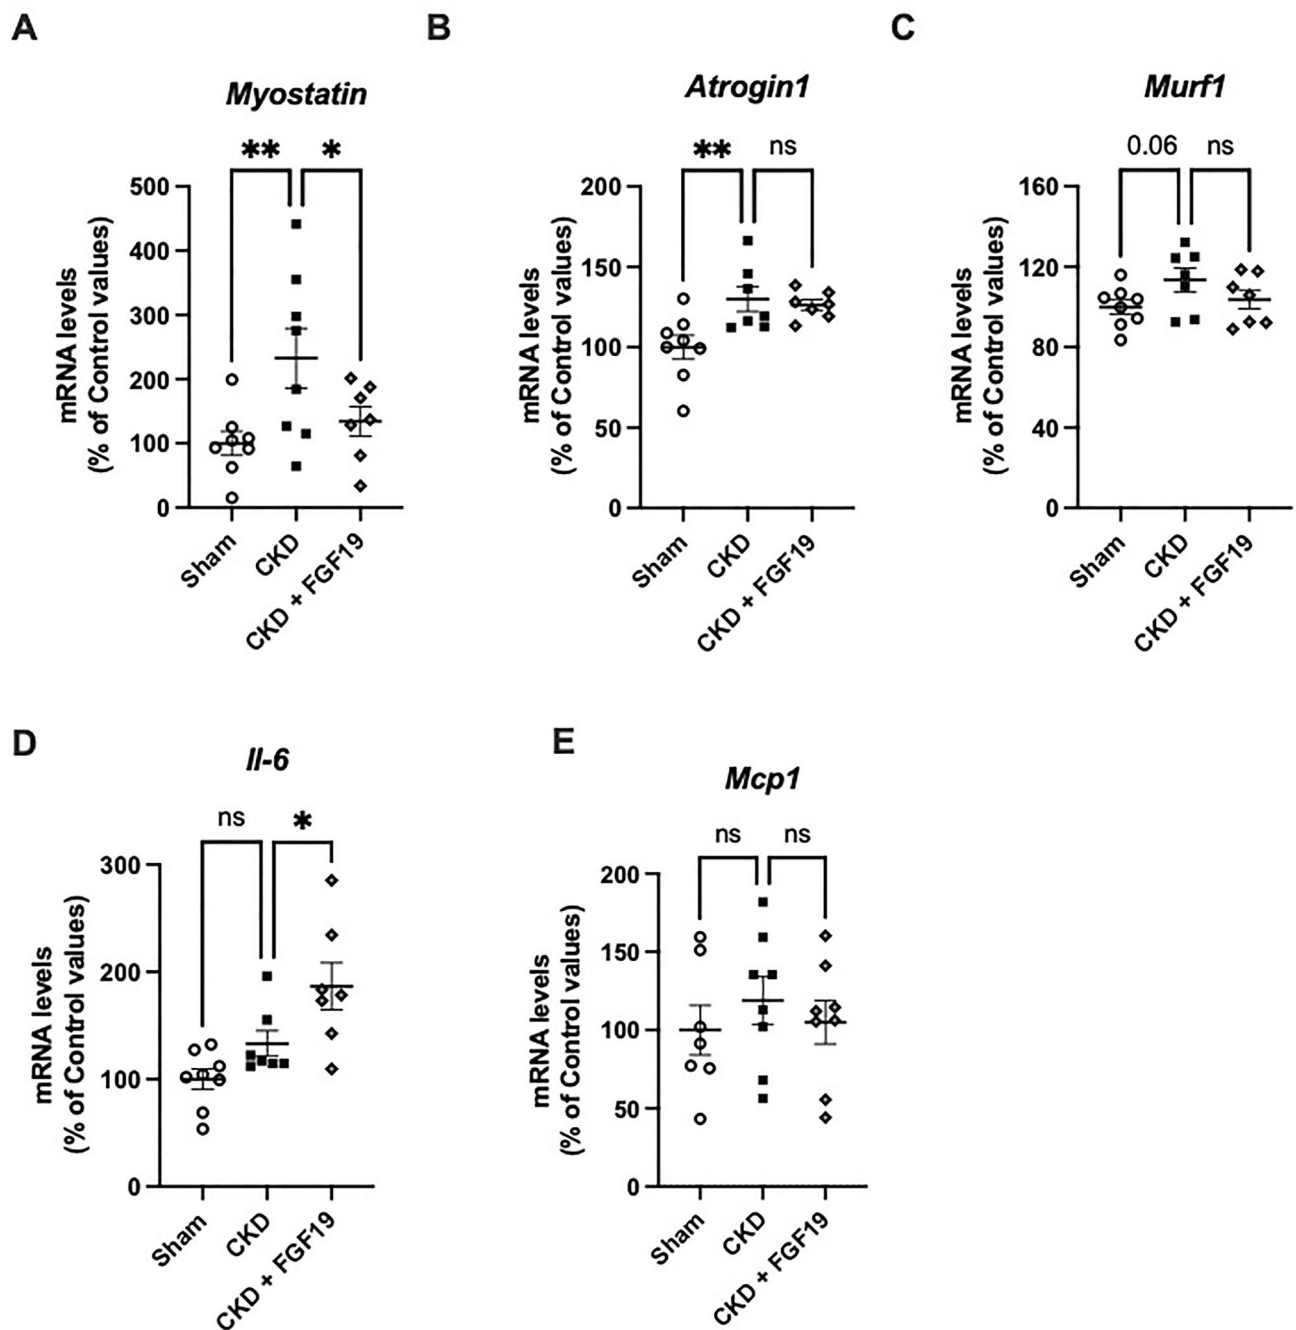 A
B
C
Myostatin
Atrogin1
Murf1
** *
** ns
0.06 ns
500
400
300
200
100
0
mRNA levels
(% of Control values)
Sham
CKD
CKD + FGF19
200
150
100
50
0
mRNA levels
(% of Control values)
Sham
CKD
CKD + FGF19
160
120
80
40
0
mRNA levels
(% of Control values)
Sham
CKD
CKD + FGF19
D
E
Il-6
Mcp1
ns *
ns ns
300
200
100
0
mRNA levels
(% of Control values)
Sham
CKD
CKD + FGF19
200
150
100
50
0
mRNA levels
(% of Control values)
Sham
CKD
CKD + FGF19